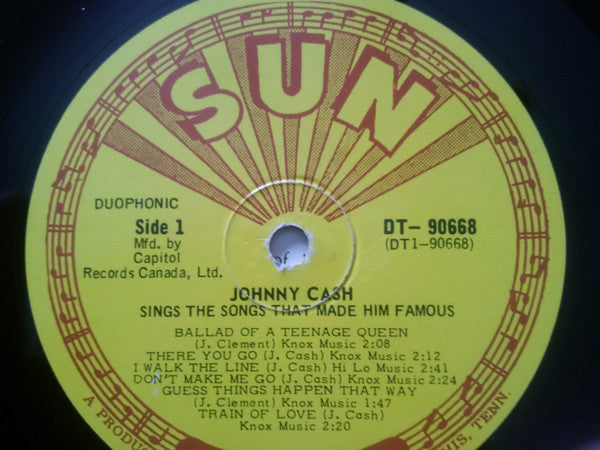 SUN
DUOPHONIC
Side 1
Mfd. by
Capitol
Records Canada, Ltd.
DT- 90668
(DT1-90668)
JOHNNY CASH
SINGS THE SONGS THAT MADE HIM FAMOUS
BALLAD OF A TEENAGE QUEEN
(J. Clement) Knox Music 2:08
THERE YOU GO (J. Cash) Knox Music 2:12
I WALK THE LINE (J. Cash) Hi Lo Music 2:41
DON'T MAKE ME GO (J. Cash) Knox Music 2:24
GUESS THINGS HAPPEN THAT WAY
(J. Clement) Knox Music 1:47
TRAIN OF LOVE (J. Cash)
Knox Music 2:20
A PRODUC
HIS, TENN.